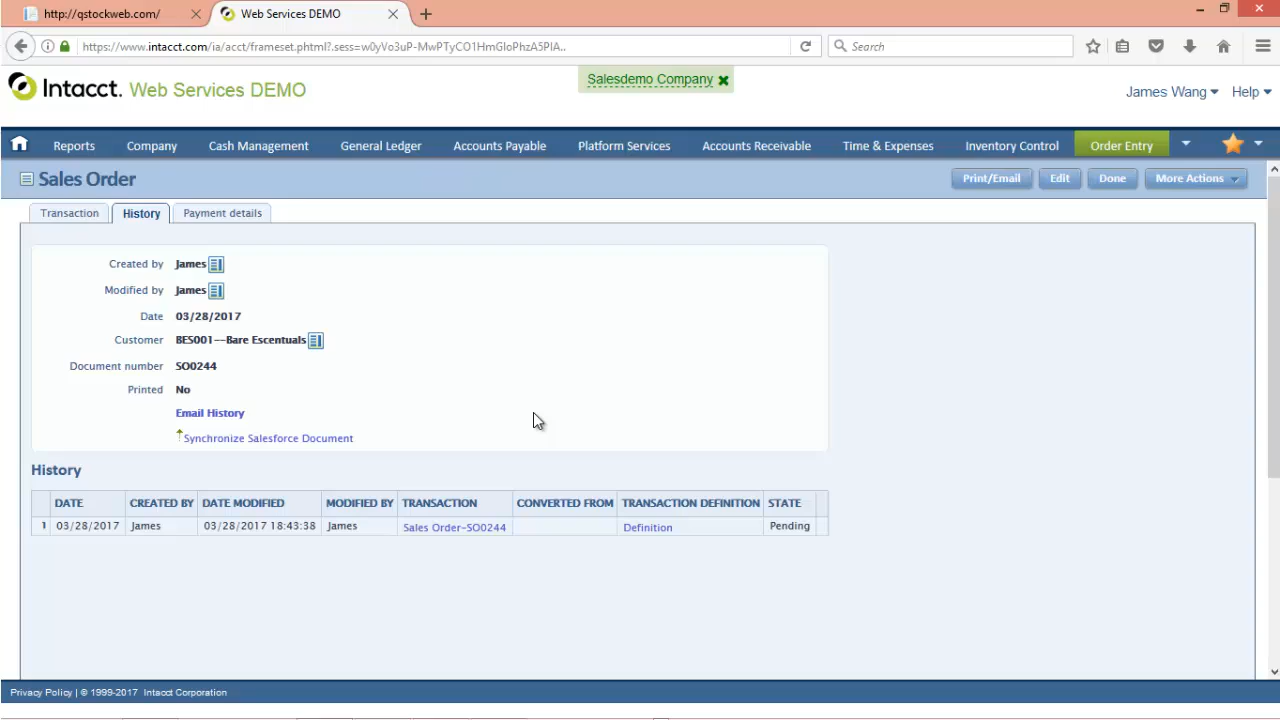 http://qstockweb.com/
Web Services DEMO
https://www.intacct.com/ia/acct/frameset.phtml?.sess=w0yVo3uP-MwPTyCO1HmGIoPhzA5PIA..
Search
Intacct. Web Services DEMO
Salesdemo Company
James Wang
Help
Reports Company Cash Management General Ledger Accounts Payable Platform Services Accounts Receivable Time & Expenses Inventory Control Order Entry
Sales Order
Print/Email Edit Done More Actions
Transaction History Payment details
Created by James
Modified by James
Date 03/28/2017
Customer BES001--Bare Escentuals
Document number SO0244
Printed No
Email History
Synchronize Salesforce Document
History
DATE CREATED BY DATE MODIFIED MODIFIED BY TRANSACTION CONVERTED FROM TRANSACTION DEFINITION STATE
1 03/28/2017 James 03/28/2017 18:43:38 James Sales Order-SO0244 Definition Pending
Privacy Policy | © 1999-2017 Intacct Corporation